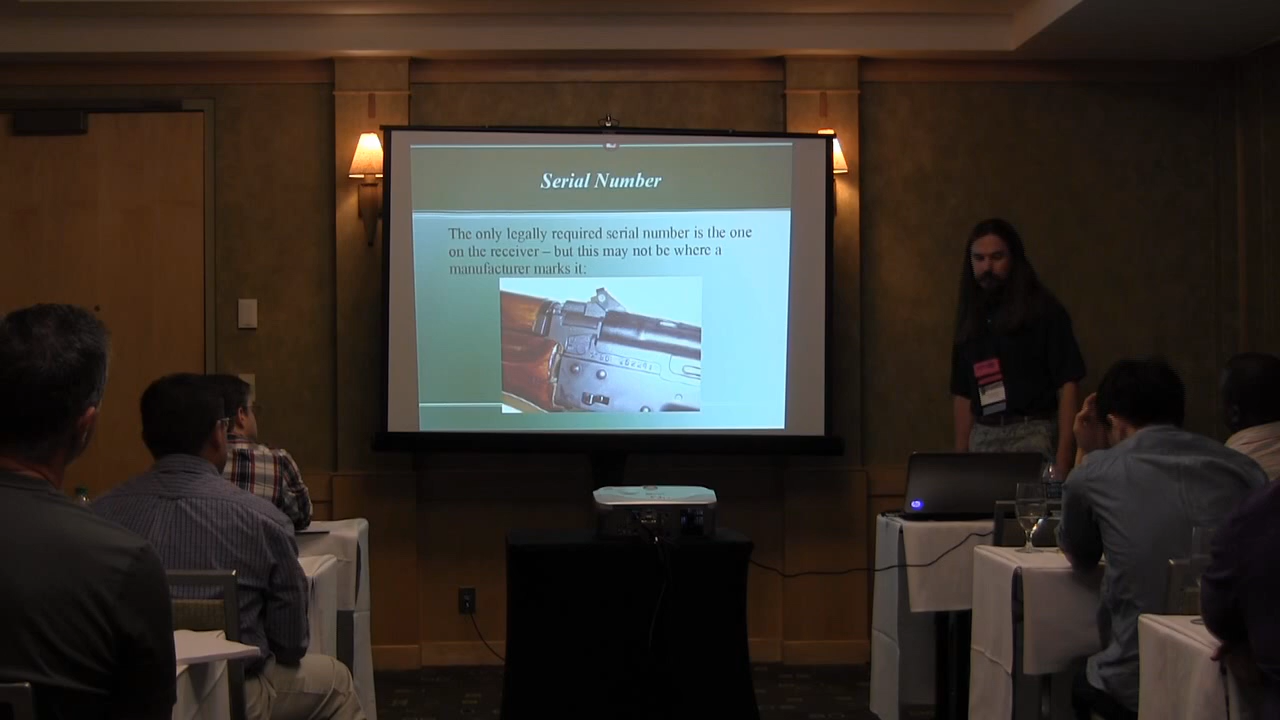 Serial Number
The only legally required serial number is the one
on the receiver – but this may not be where a
manufacturer marks it: